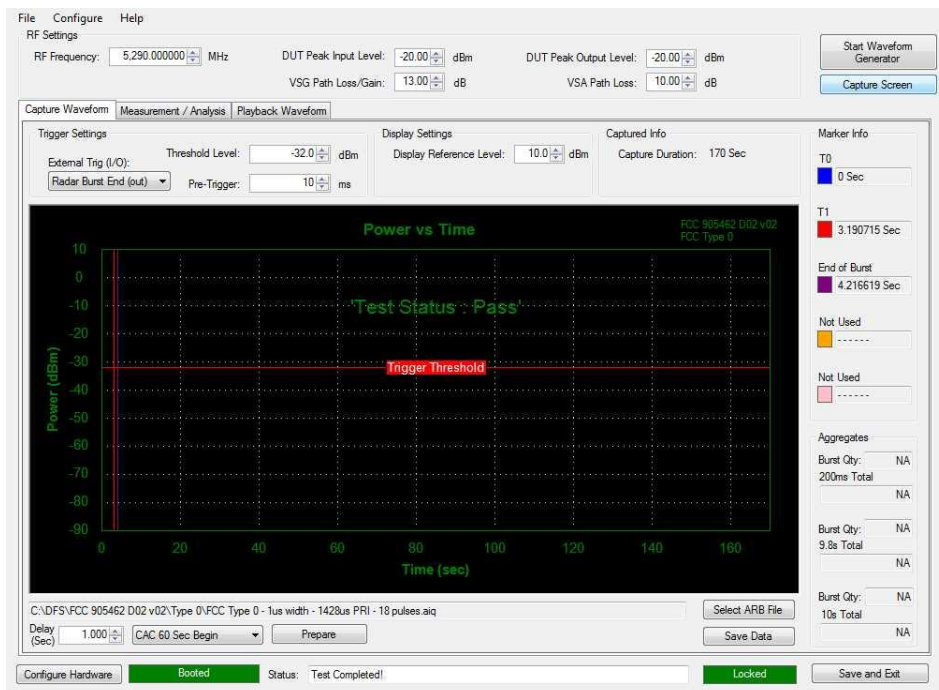 File Configure Help
RF Settings
RF Frequency: 5,290.000000 MHz DUT Peak Input Level: -20.00 dBm DUT Peak Output Level: -20.00 dBm
VSG Path Loss/Gain: 13.00 dB VSA Path Loss: 10.00 dB
Start Waveform
Generator
Capture Screen
Capture Waveform Measurement / Analysis Playback Waveform
Trigger Settings
External Trig (I/O):
Radar Burst End (out)
Threshold Level: -32.0 dBm
Pre-Trigger: 10 ms
Display Settings
Display Reference Level: 10.0 dBm
Captured Info
Capture Duration: 170 Sec
Power vs Time
FCC 905462 D02 v02
FCC Type 0
'Test Status : Pass'
Trigger Threshold
Power (dBm)
10
0
-10
-20
-30
-40
-50
-60
-70
-80
-90
0 20 40 60 80 100 120 140 160
Time (sec)
Marker Info
T0
0 Sec
T1
3.190715 Sec
End of Burst
4.216619 Sec
Not Used
------
Not Used
------
Aggregates
Burst Qty: NA
200ms Total
NA
Burst Qty: NA
9.8s Total
NA
Burst Qty: NA
10s Total
NA
C:\DFS\FCC 905462 D02 v02\Type 0\FCC Type 0 - 1us width - 1428us PRI - 18 pulses.aiq
Select ARB File
Delay
(Sec) 1.000 CAC 60 Sec Begin Prepare Save Data
Configure Hardware Booted Status: Test Completed! Locked Save and Exit